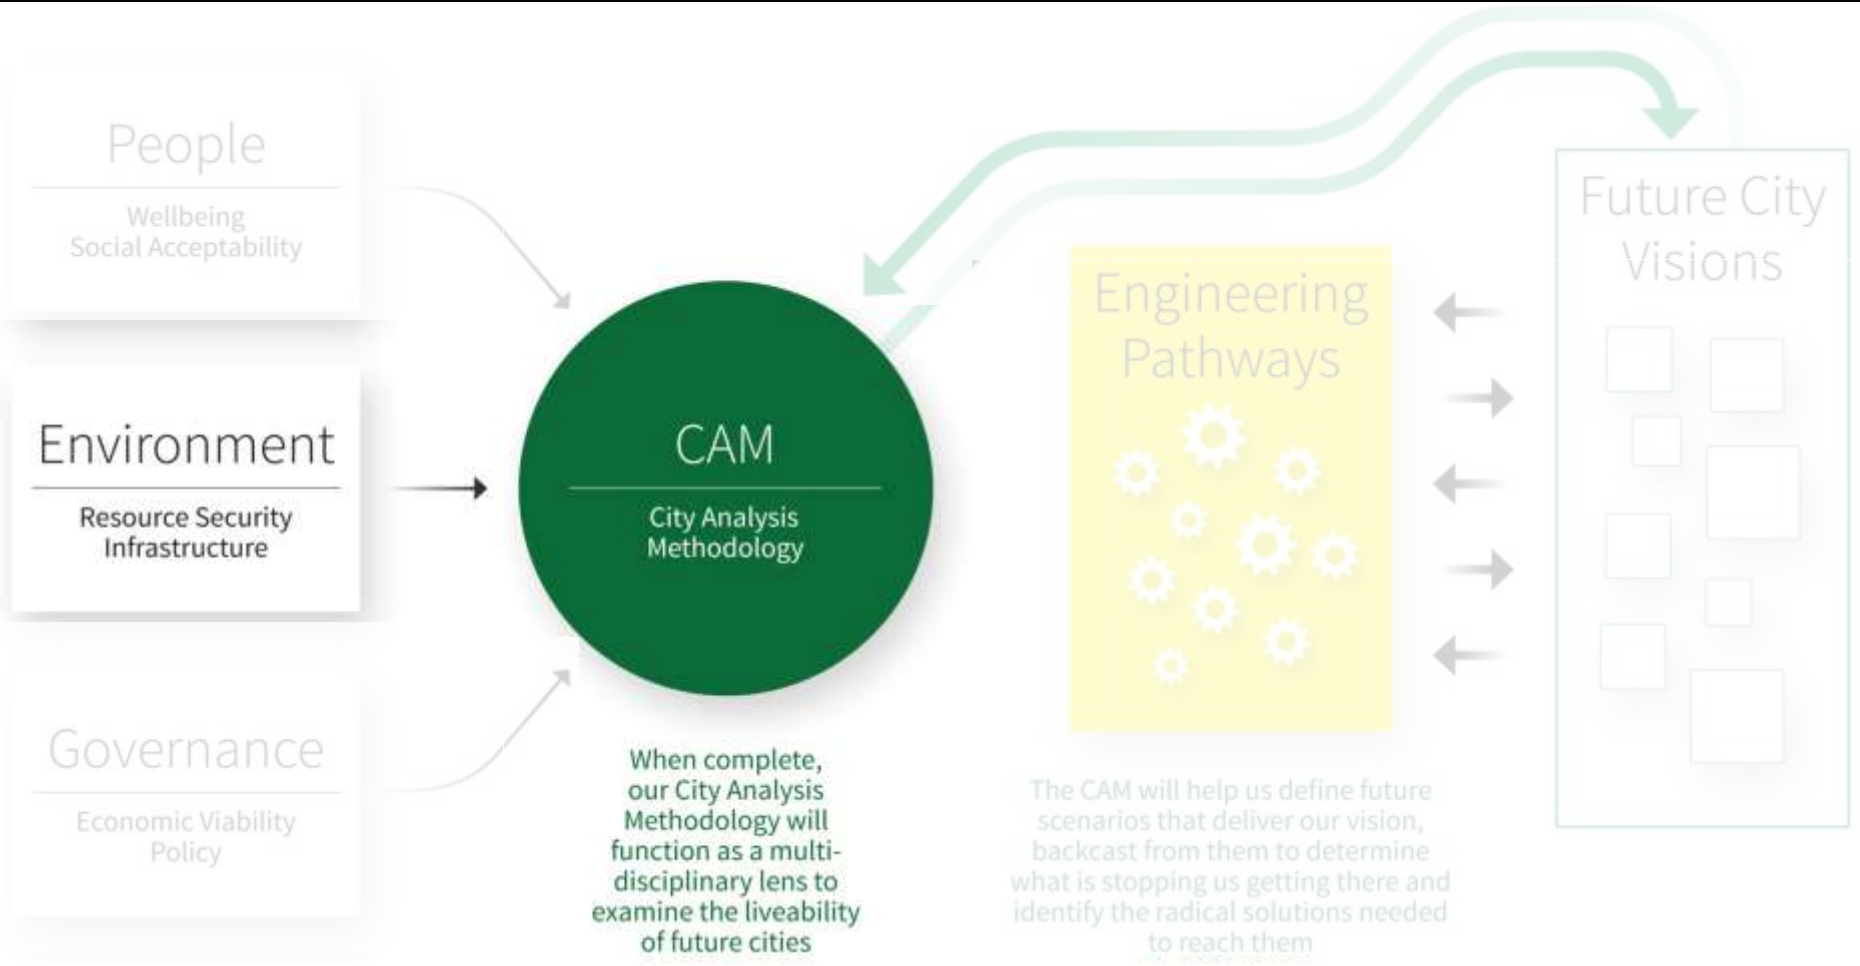 People
Wellbeing
Social Acceptability
Environment
Resource Security
Infrastructure
Governance
Economic Viability
Policy
CAM
City Analysis
Methodology
When complete,
our City Analysis
Methodology will
function as a multi-
disciplinary lens to
examine the liveability
of future cities
Engineering
Pathways
The CAM will help us define future
scenarios that deliver our vision,
backcast from them to determine
what is stopping us getting there and
identify the radical solutions needed
to reach them
Future City
Visions